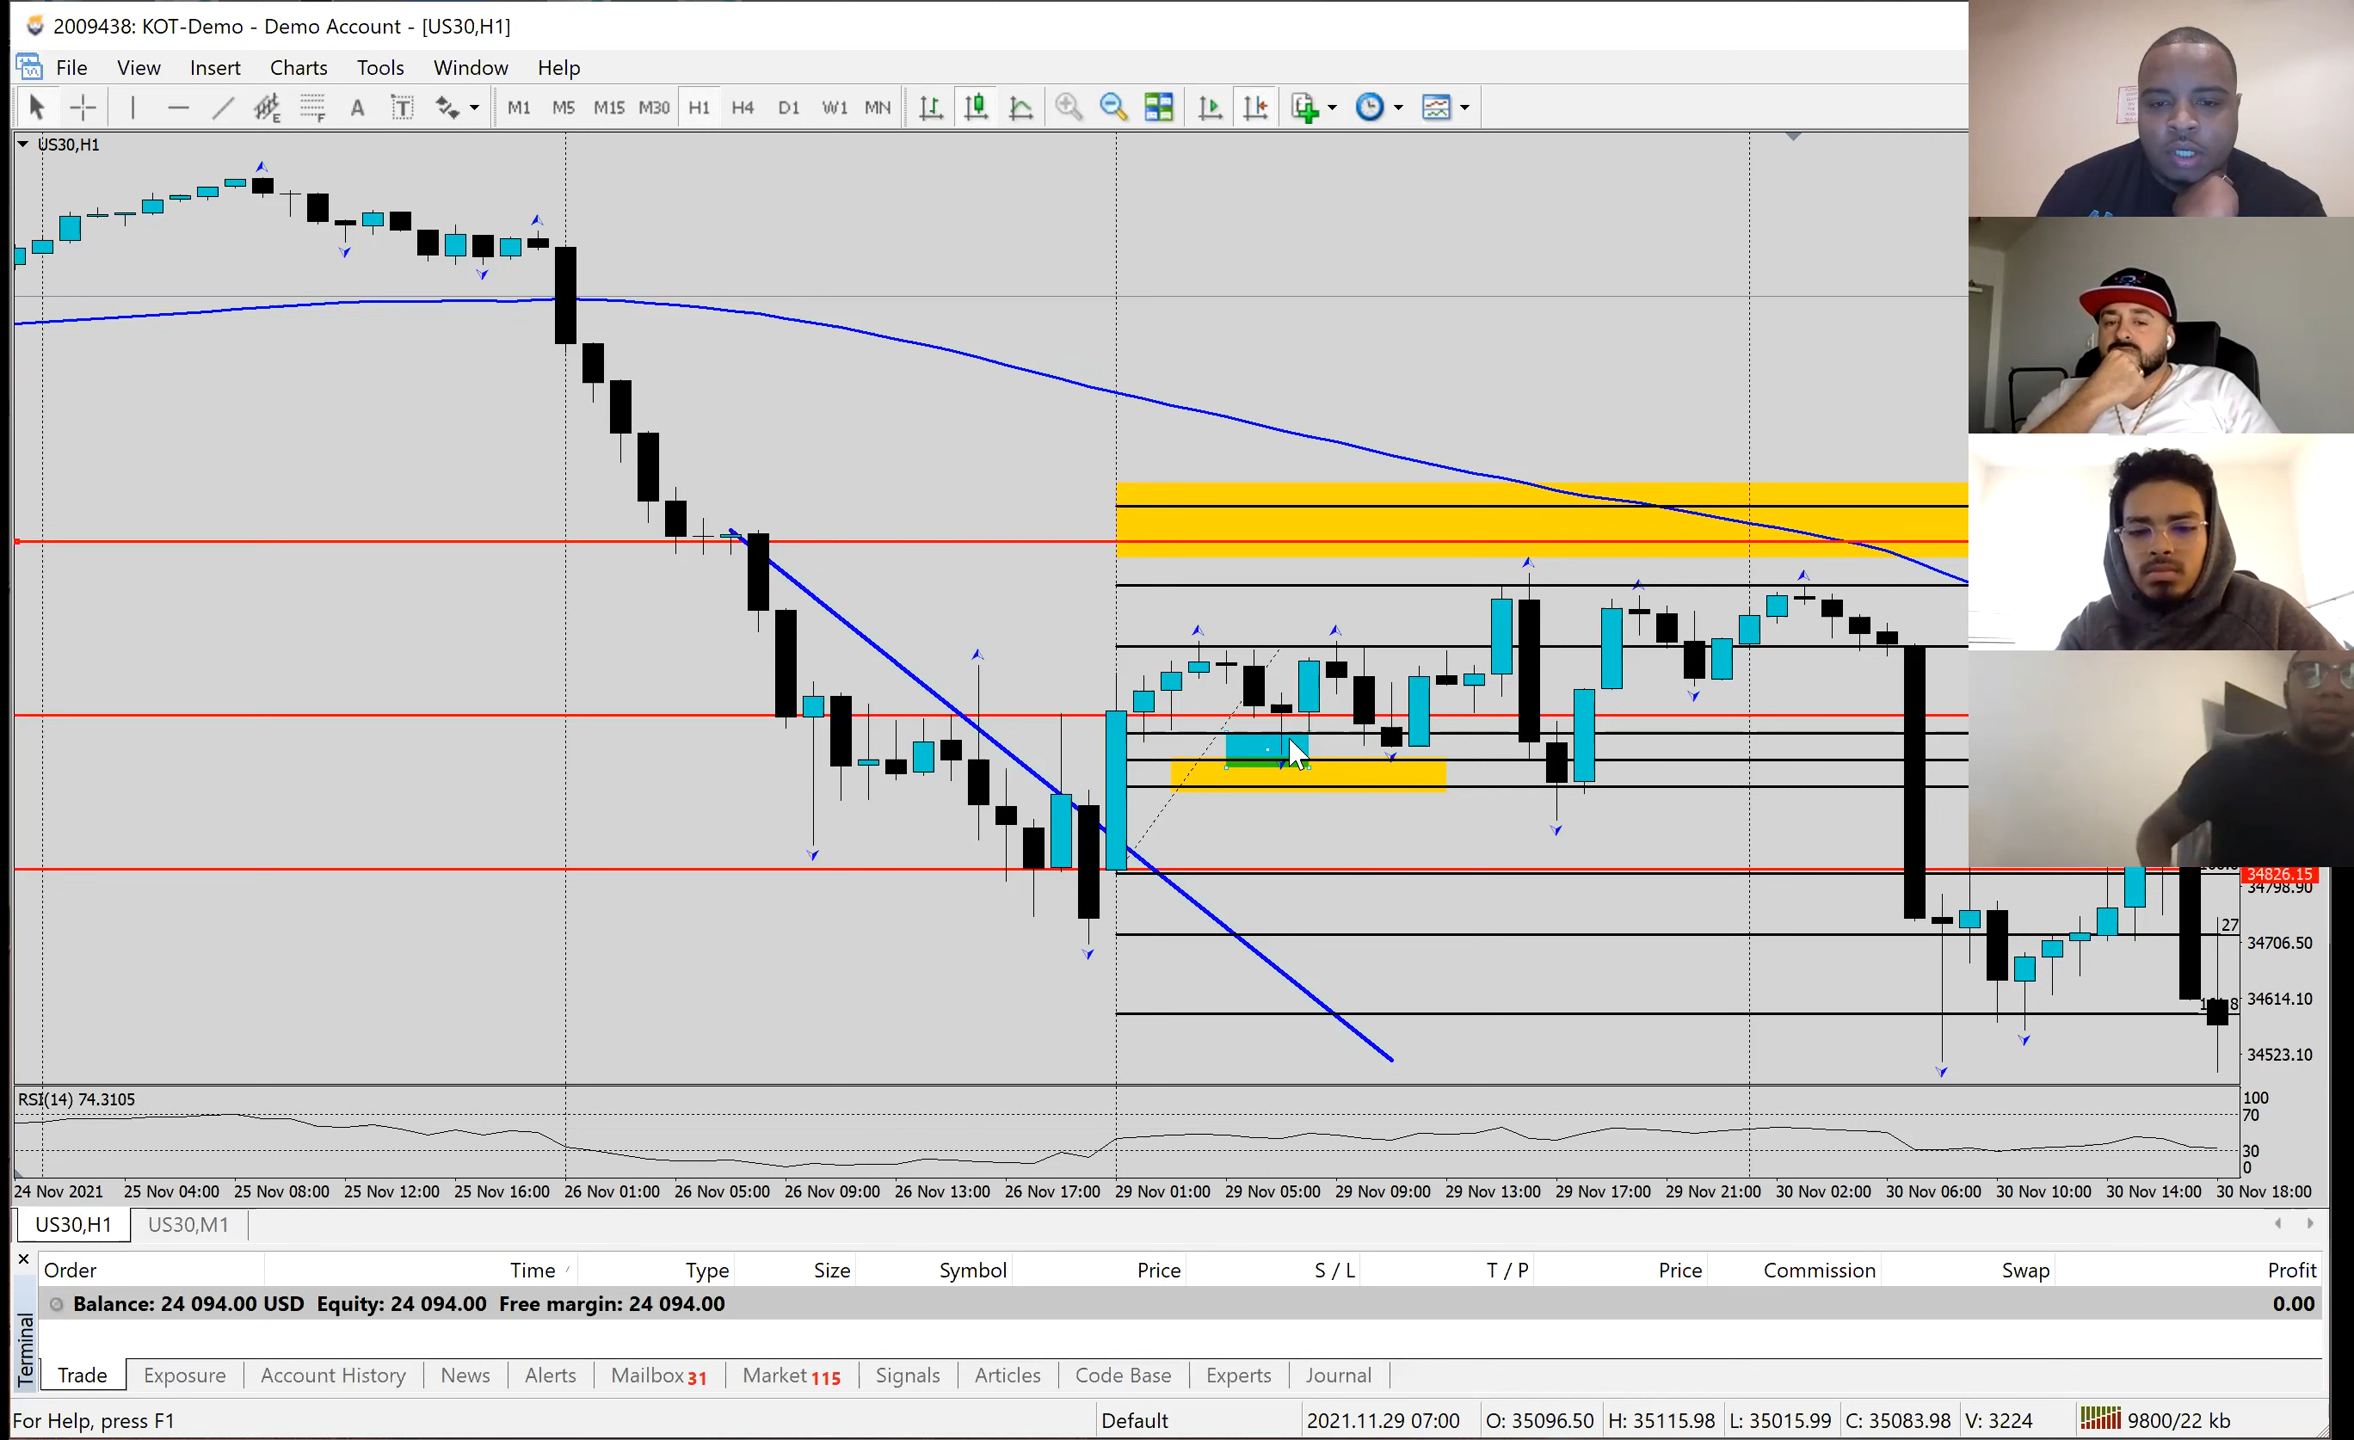 2009438: KOT-Demo - Demo Account - [US30,H1]
File View Insert Charts Tools Window Help
A T E F M1 M5 M15 M30 H1 H4 D1 W1 MN
US30,H1
34826.15
34798.90
27
34706.50
34614.10
34523.10
RSI(14) 74.3105
100
70
30
0
24 Nov 2021 25 Nov 04:00 25 Nov 08:00 25 Nov 12:00 25 Nov 16:00 26 Nov 01:00 26 Nov 05:00 26 Nov 09:00 26 Nov 13:00 26 Nov 17:00 29 Nov 01:00 29 Nov 05:00 29 Nov 09:00 29 Nov 13:00 29 Nov 17:00 29 Nov 21:00 30 Nov 02:00 30 Nov 06:00 30 Nov 10:00 30 Nov 14:00 30 Nov 18:00
US30,H1 US30,M1
Order Time Type Size Symbol Price S / L T / P Price Commission Swap Profit
Balance: 24 094.00 USD Equity: 24 094.00 Free margin: 24 094.00 0.00
Terminal
Trade Exposure Account History News Alerts Mailbox 31 Market 115 Signals Articles Code Base Experts Journal
For Help, press F1 Default 2021.11.29 07:00 O: 35096.50 H: 35115.98 L: 35015.99 C: 35083.98 V: 3224 9800/22 kb